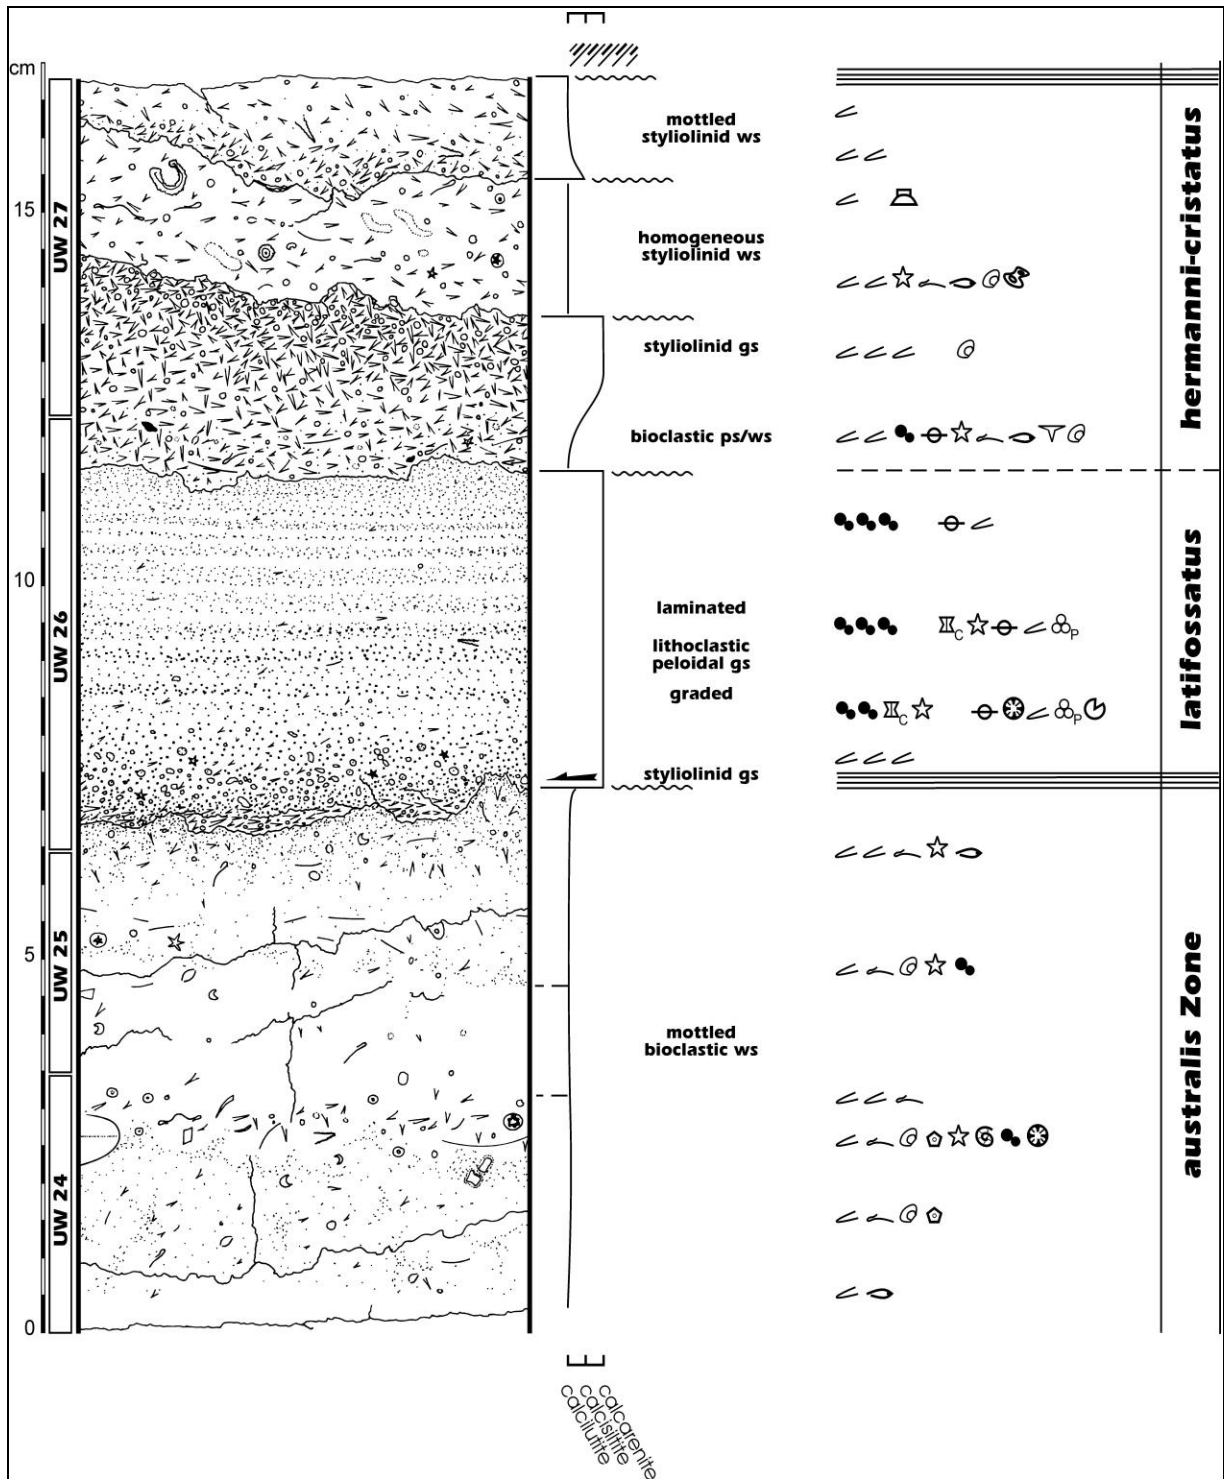 cm
mottled
styliolinid ws
15
UW 27
homogeneous
styliolinid ws
hermanni-cristatus
styliolinid gs
bioclastic ps/ws
10
UW 26
laminated
lithoclastic
peloidal gs
graded
C
P
C
P
latifossatus
styliolinid gs
5
UW 25
mottled
bioclastic ws
australis Zone
UW 24
0
calcarenite
calcisiltite
calcilutite